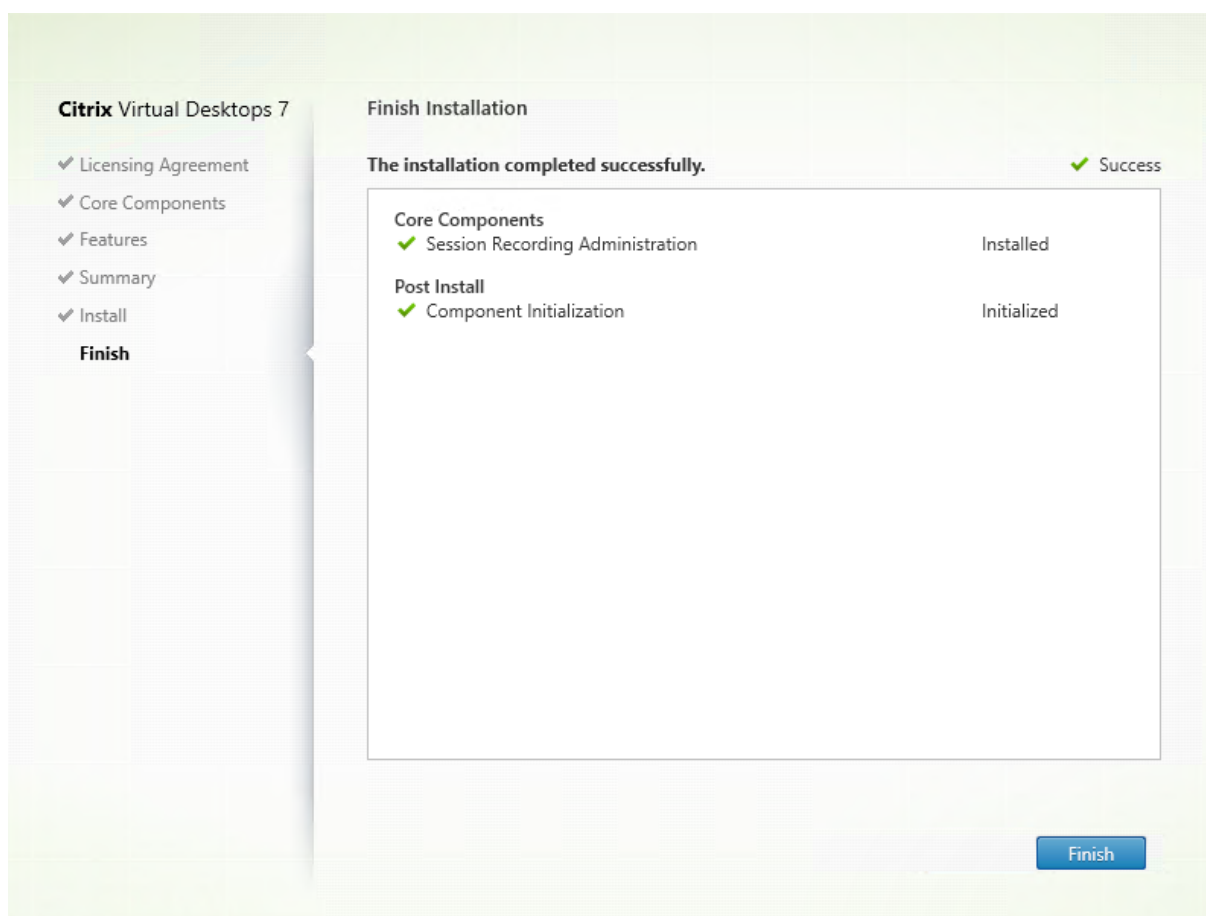 Citrix Virtual Desktops 7
Licensing Agreement
Core Components
Features
Summary
Install
Finish
Finish Installation
The installation completed successfully.
Success
Core Components
Session Recording Administration Installed
Post Install
Component Initialization Initialized
Finish